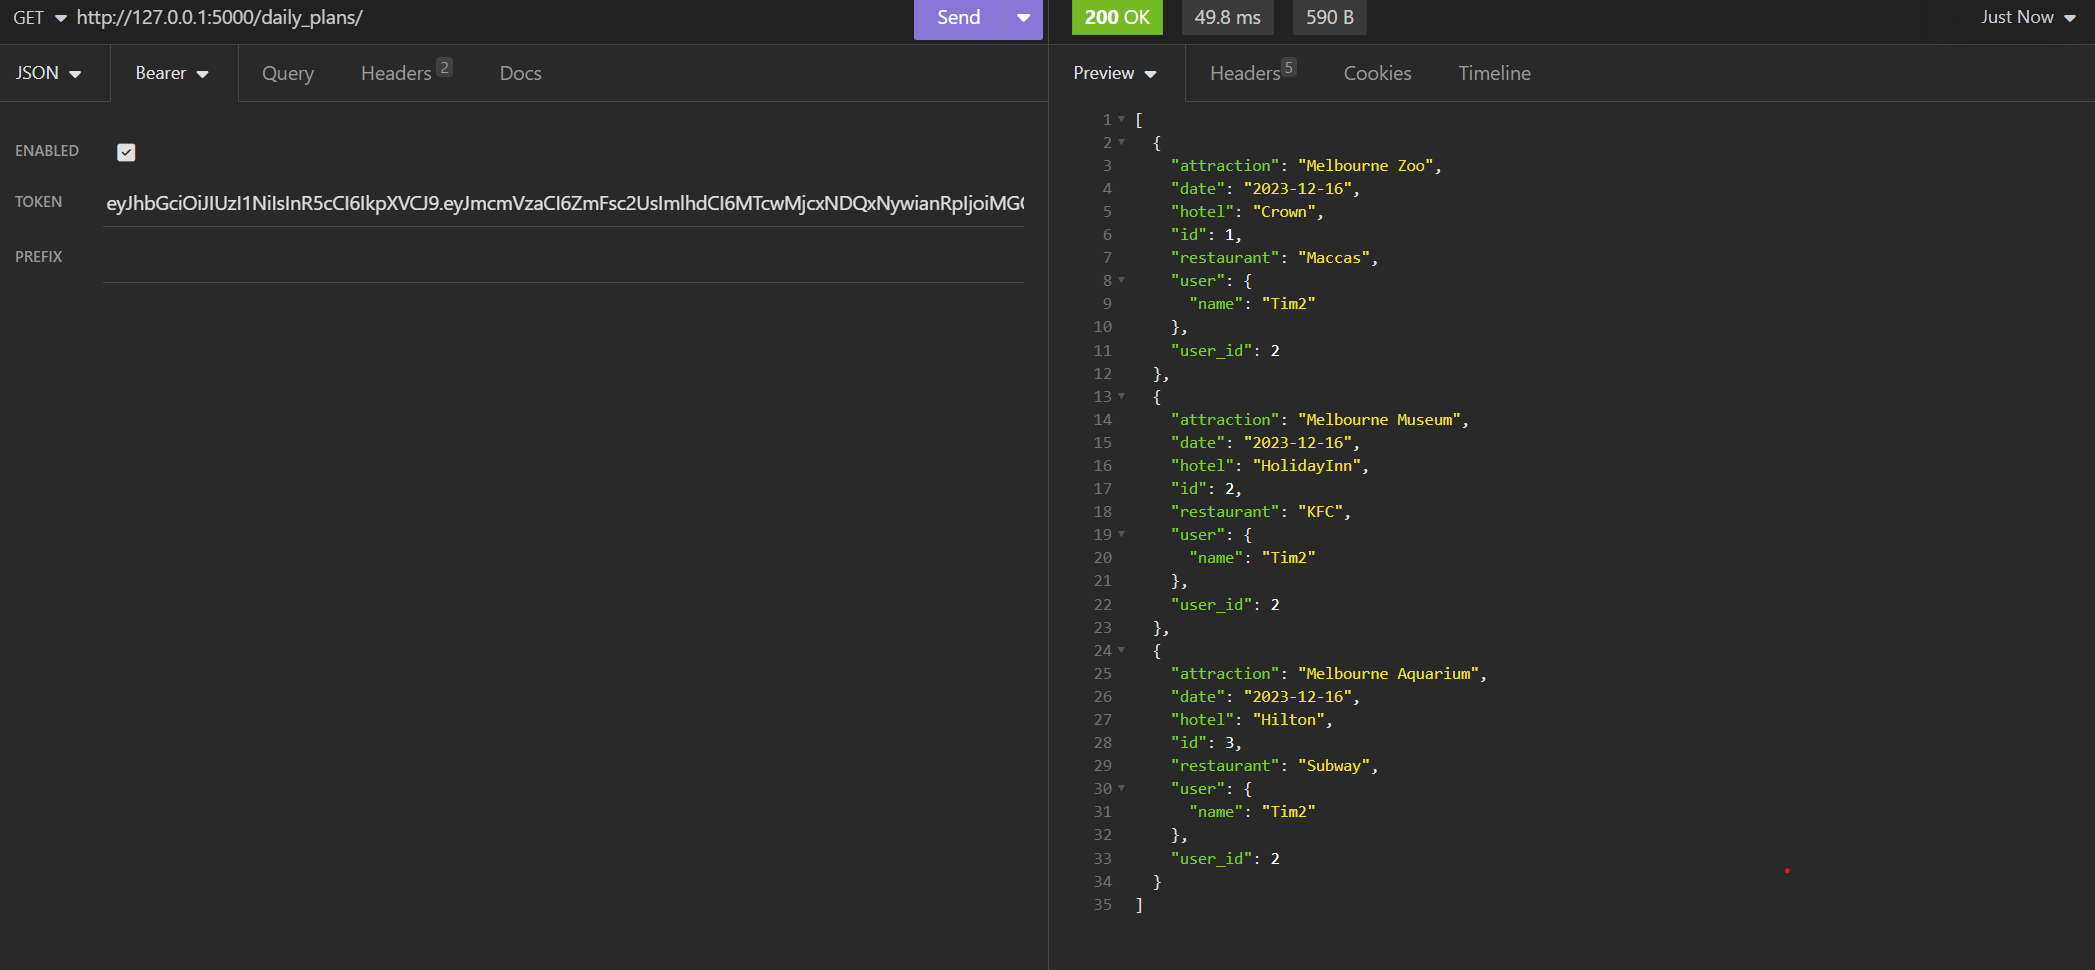 GET http://127.0.0.1:5000/daily_plans/ Send
200 OK 49.8 ms 590 B Just Now
JSON Bearer Query Headers 2 Docs
Preview Headers 5 Cookies Timeline
ENABLED
TOKEN eyJhbGciOiJIUzI1NiIsInR5cCI6IkpXVCJ9.eyJmcmVzaCI6ZmFsc2UsImlhdCI6MTcwMjcxNDQxNywianRpIjoiMG
PREFIX
1 [
2 {
3 "attraction": "Melbourne Zoo",
4 "date": "2023-12-16",
5 "hotel": "Crown",
6 "id": 1,
7 "restaurant": "Maccas",
8 "user": {
9 "name": "Tim2"
10 },
11 "user_id": 2
12 },
13 {
14 "attraction": "Melbourne Museum",
15 "date": "2023-12-16",
16 "hotel": "HolidayInn",
17 "id": 2,
18 "restaurant": "KFC",
19 "user": {
20 "name": "Tim2"
21 },
22 "user_id": 2
23 },
24 {
25 "attraction": "Melbourne Aquarium",
26 "date": "2023-12-16",
27 "hotel": "Hilton",
28 "id": 3,
29 "restaurant": "Subway",
30 "user": {
31 "name": "Tim2"
32 },
33 "user_id": 2
34 }
35 ]